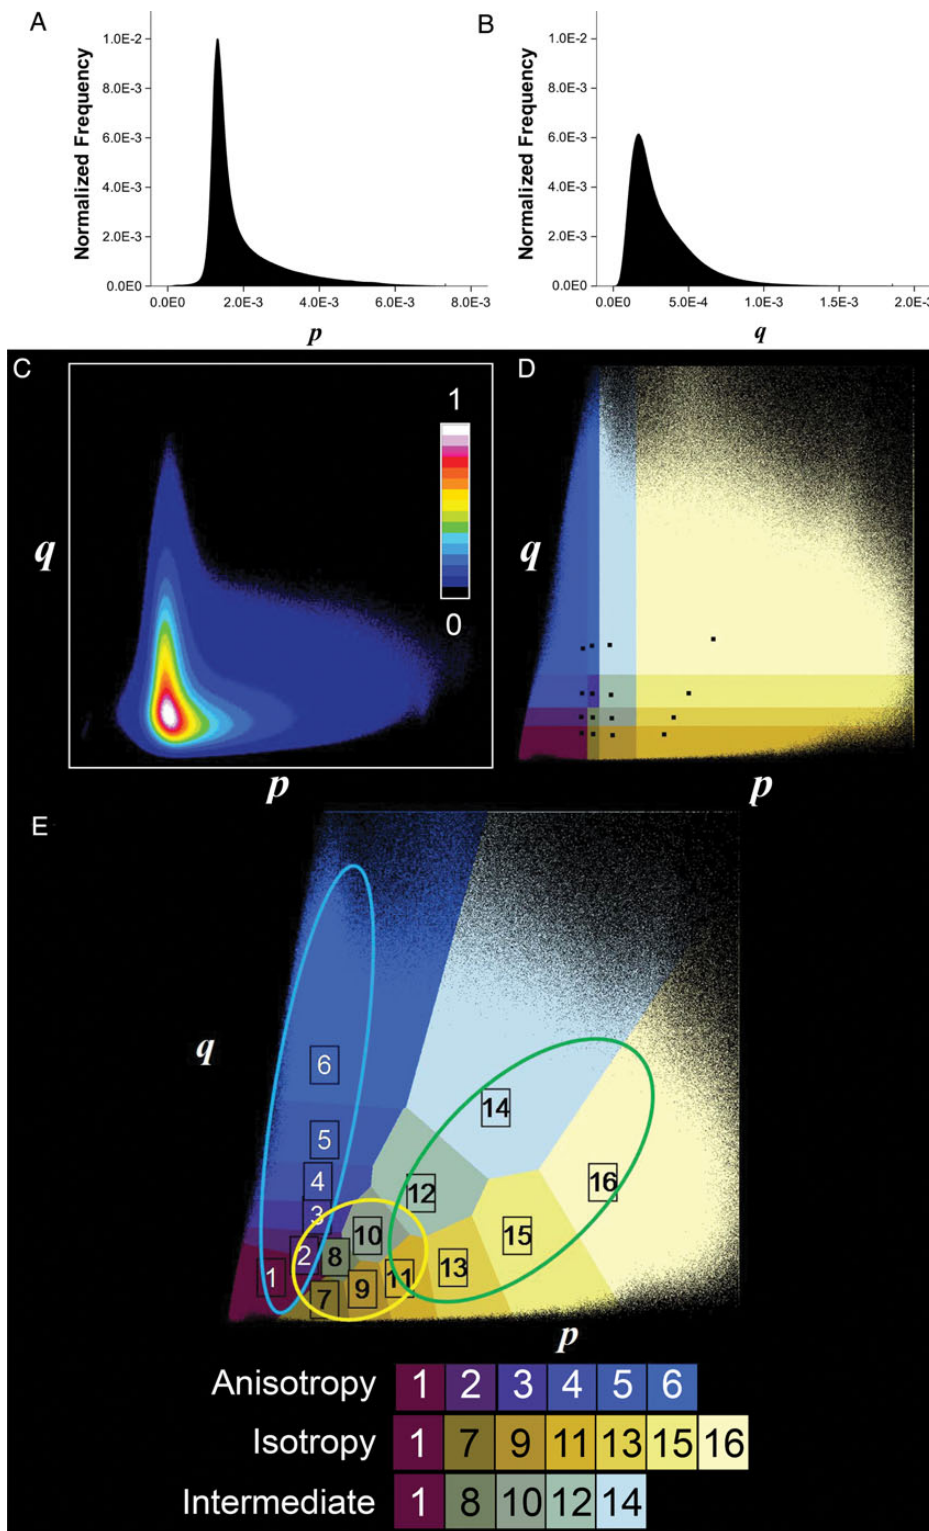 A
B
Normalized Frequency
1.0E-2
8.0E-3
6.0E-3
4.0E-3
2.0E-3
0.0E0
0.0E0 2.0E-3 4.0E-3 6.0E-3 8.0E-3
p
Normalized Frequency
1.0E-2
8.0E-3
6.0E-3
4.0E-3
2.0E-3
0.0E0
0.0E0 5.0E-4 1.0E-3 1.5E-3 2.0E-3
q
C
1
0
q
p
D
q
p
E
q
6
14
5
4
12
16
3
10
15
2
8
1
11
13
9
7
p
Anisotropy 1 2 3 4 5 6
Isotropy 1 7 9 11 13 15 16
Intermediate 1 8 10 12 14